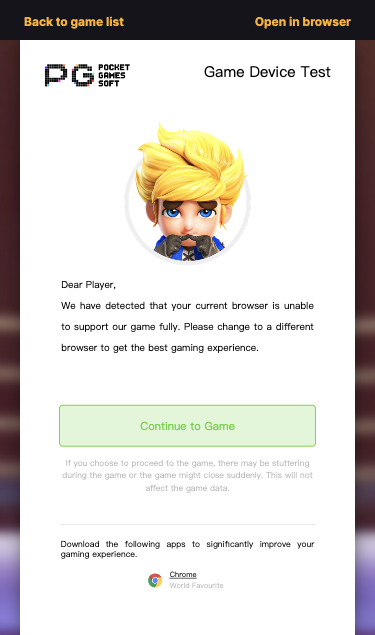 Back to game list
Open in browser
PG POCKET GAMES SOFT
Game Device Test
Dear Player,
We have detected that your current browser is unable
to support our game fully. Please change to a different
browser to get the best gaming experience.
Continue to Game
If you choose to proceed to the game, there may be stuttering
during the game or the game might close suddenly. This will not
affect the game data.
Download the following apps to significantly improve your
gaming experience.
Chrome
World Favourite